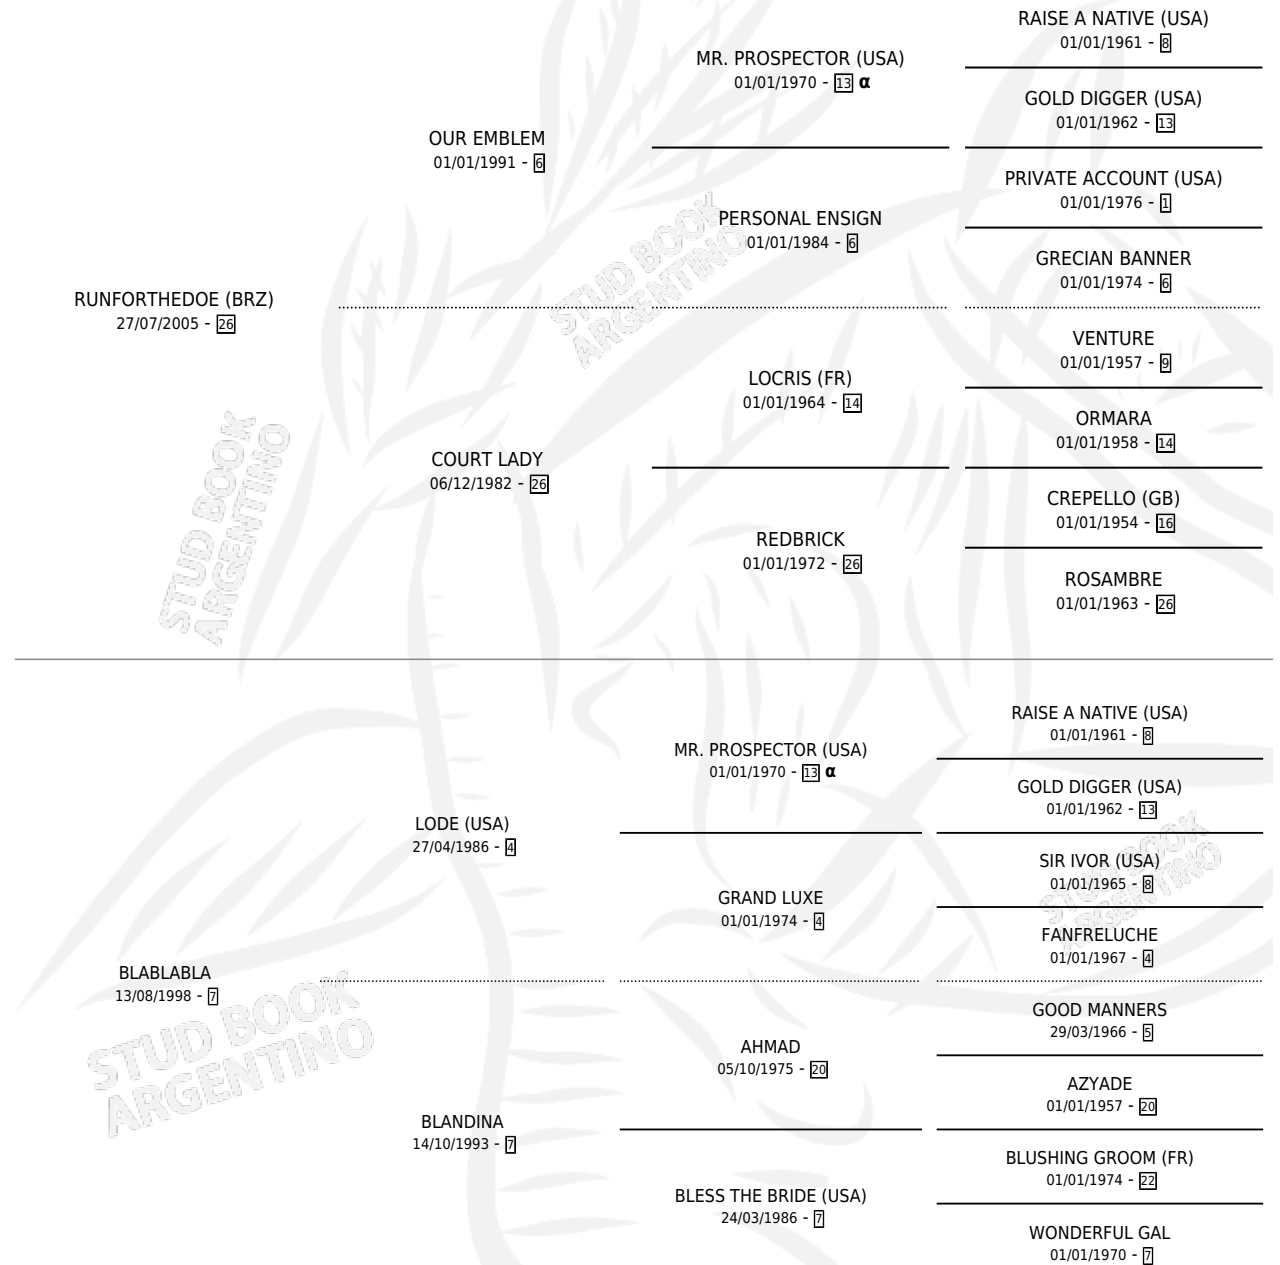 RAISE A NATIVE (USA)
01/01/1961 - 8
MR. PROSPECTOR (USA)
01/01/1970 - 13 α
GOLD DIGGER (USA)
01/01/1962 - 13
OUR EMBLEM
01/01/1991 - 6
PRIVATE ACCOUNT (USA)
01/01/1976 - 1
PERSONAL ENSIGN
01/01/1984 - 6
GRECIAN BANNER
01/01/1974 - 6
RUNFORTHEDOE (BRZ)
27/07/2005 - 26
STUD BOOK
ARGENTINO
VENTURE
01/01/1957 - 9
LOCRIS (FR)
01/01/1964 - 14
ORMARA
01/01/1958 - 14
COURT LADY
06/12/1982 - 26
CREPELLO (GB)
01/01/1954 - 16
REDBRICK
01/01/1972 - 26
ROSAMBRE
01/01/1963 - 26
STUD BOOK
ARGENTINO
RAISE A NATIVE (USA)
01/01/1961 - 8
MR. PROSPECTOR (USA)
01/01/1970 - 13 α
GOLD DIGGER (USA)
01/01/1962 - 13
LODE (USA)
27/04/1986 - 4
SIR IVOR (USA)
01/01/1965 - 8
GRAND LUXE
01/01/1974 - 4
FANFRELUCHE
01/01/1967 - 4
STUD BOOK
ARGENTINO
BLABLABLA
13/08/1998 - 7
STUD BOOK
ARGENTINO
GOOD MANNERS
29/03/1966 - 5
AHMAD
05/10/1975 - 20
AZYADE
01/01/1957 - 20
BLANDINA
14/10/1993 - 7
BLUSHING GROOM (FR)
01/01/1974 - 22
BLESS THE BRIDE (USA)
24/03/1986 - 7
WONDERFUL GAL
01/01/1970 - 7